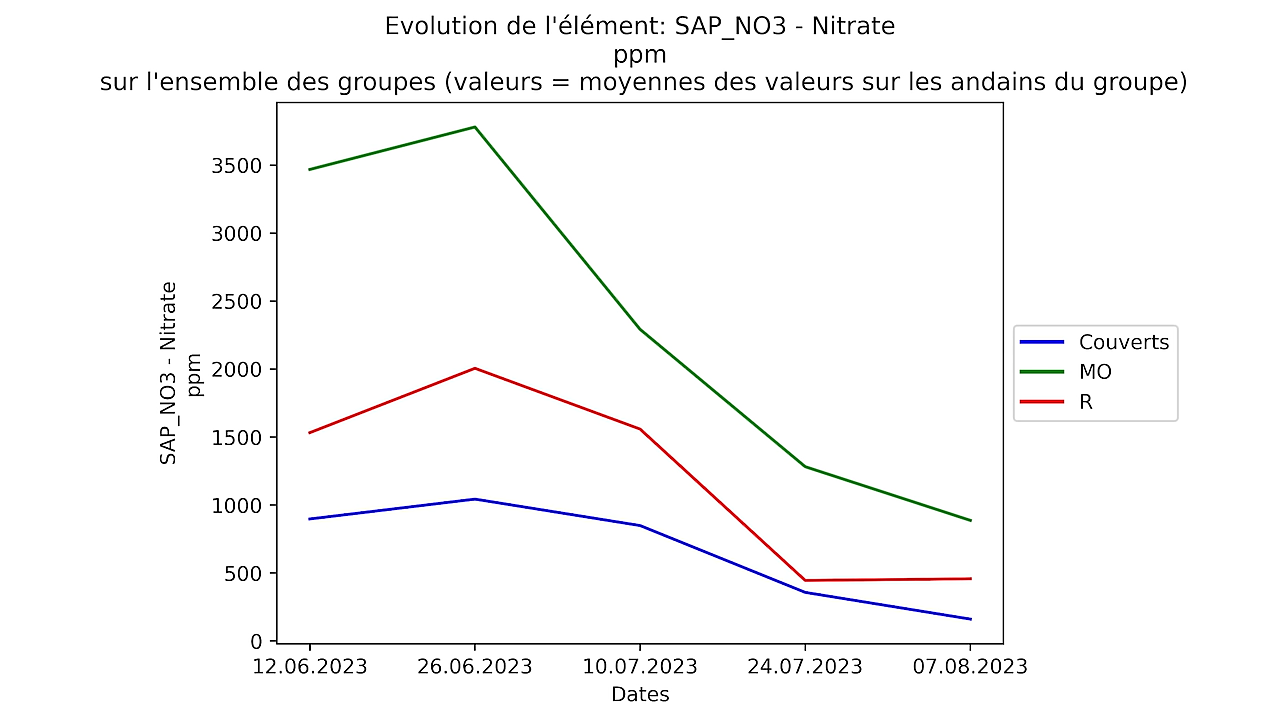 Evolution de l'élément: SAP_NO3 - Nitrate
ppm
sur l'ensemble des groupes (valeurs = moyennes des valeurs sur les andains du groupe)
SAP_NO3 - Nitrate
ppm
3500
3000
2500
2000
1500
1000
500
0
12.06.2023 26.06.2023 10.07.2023 24.07.2023 07.08.2023
Dates
Couverts
MO
R